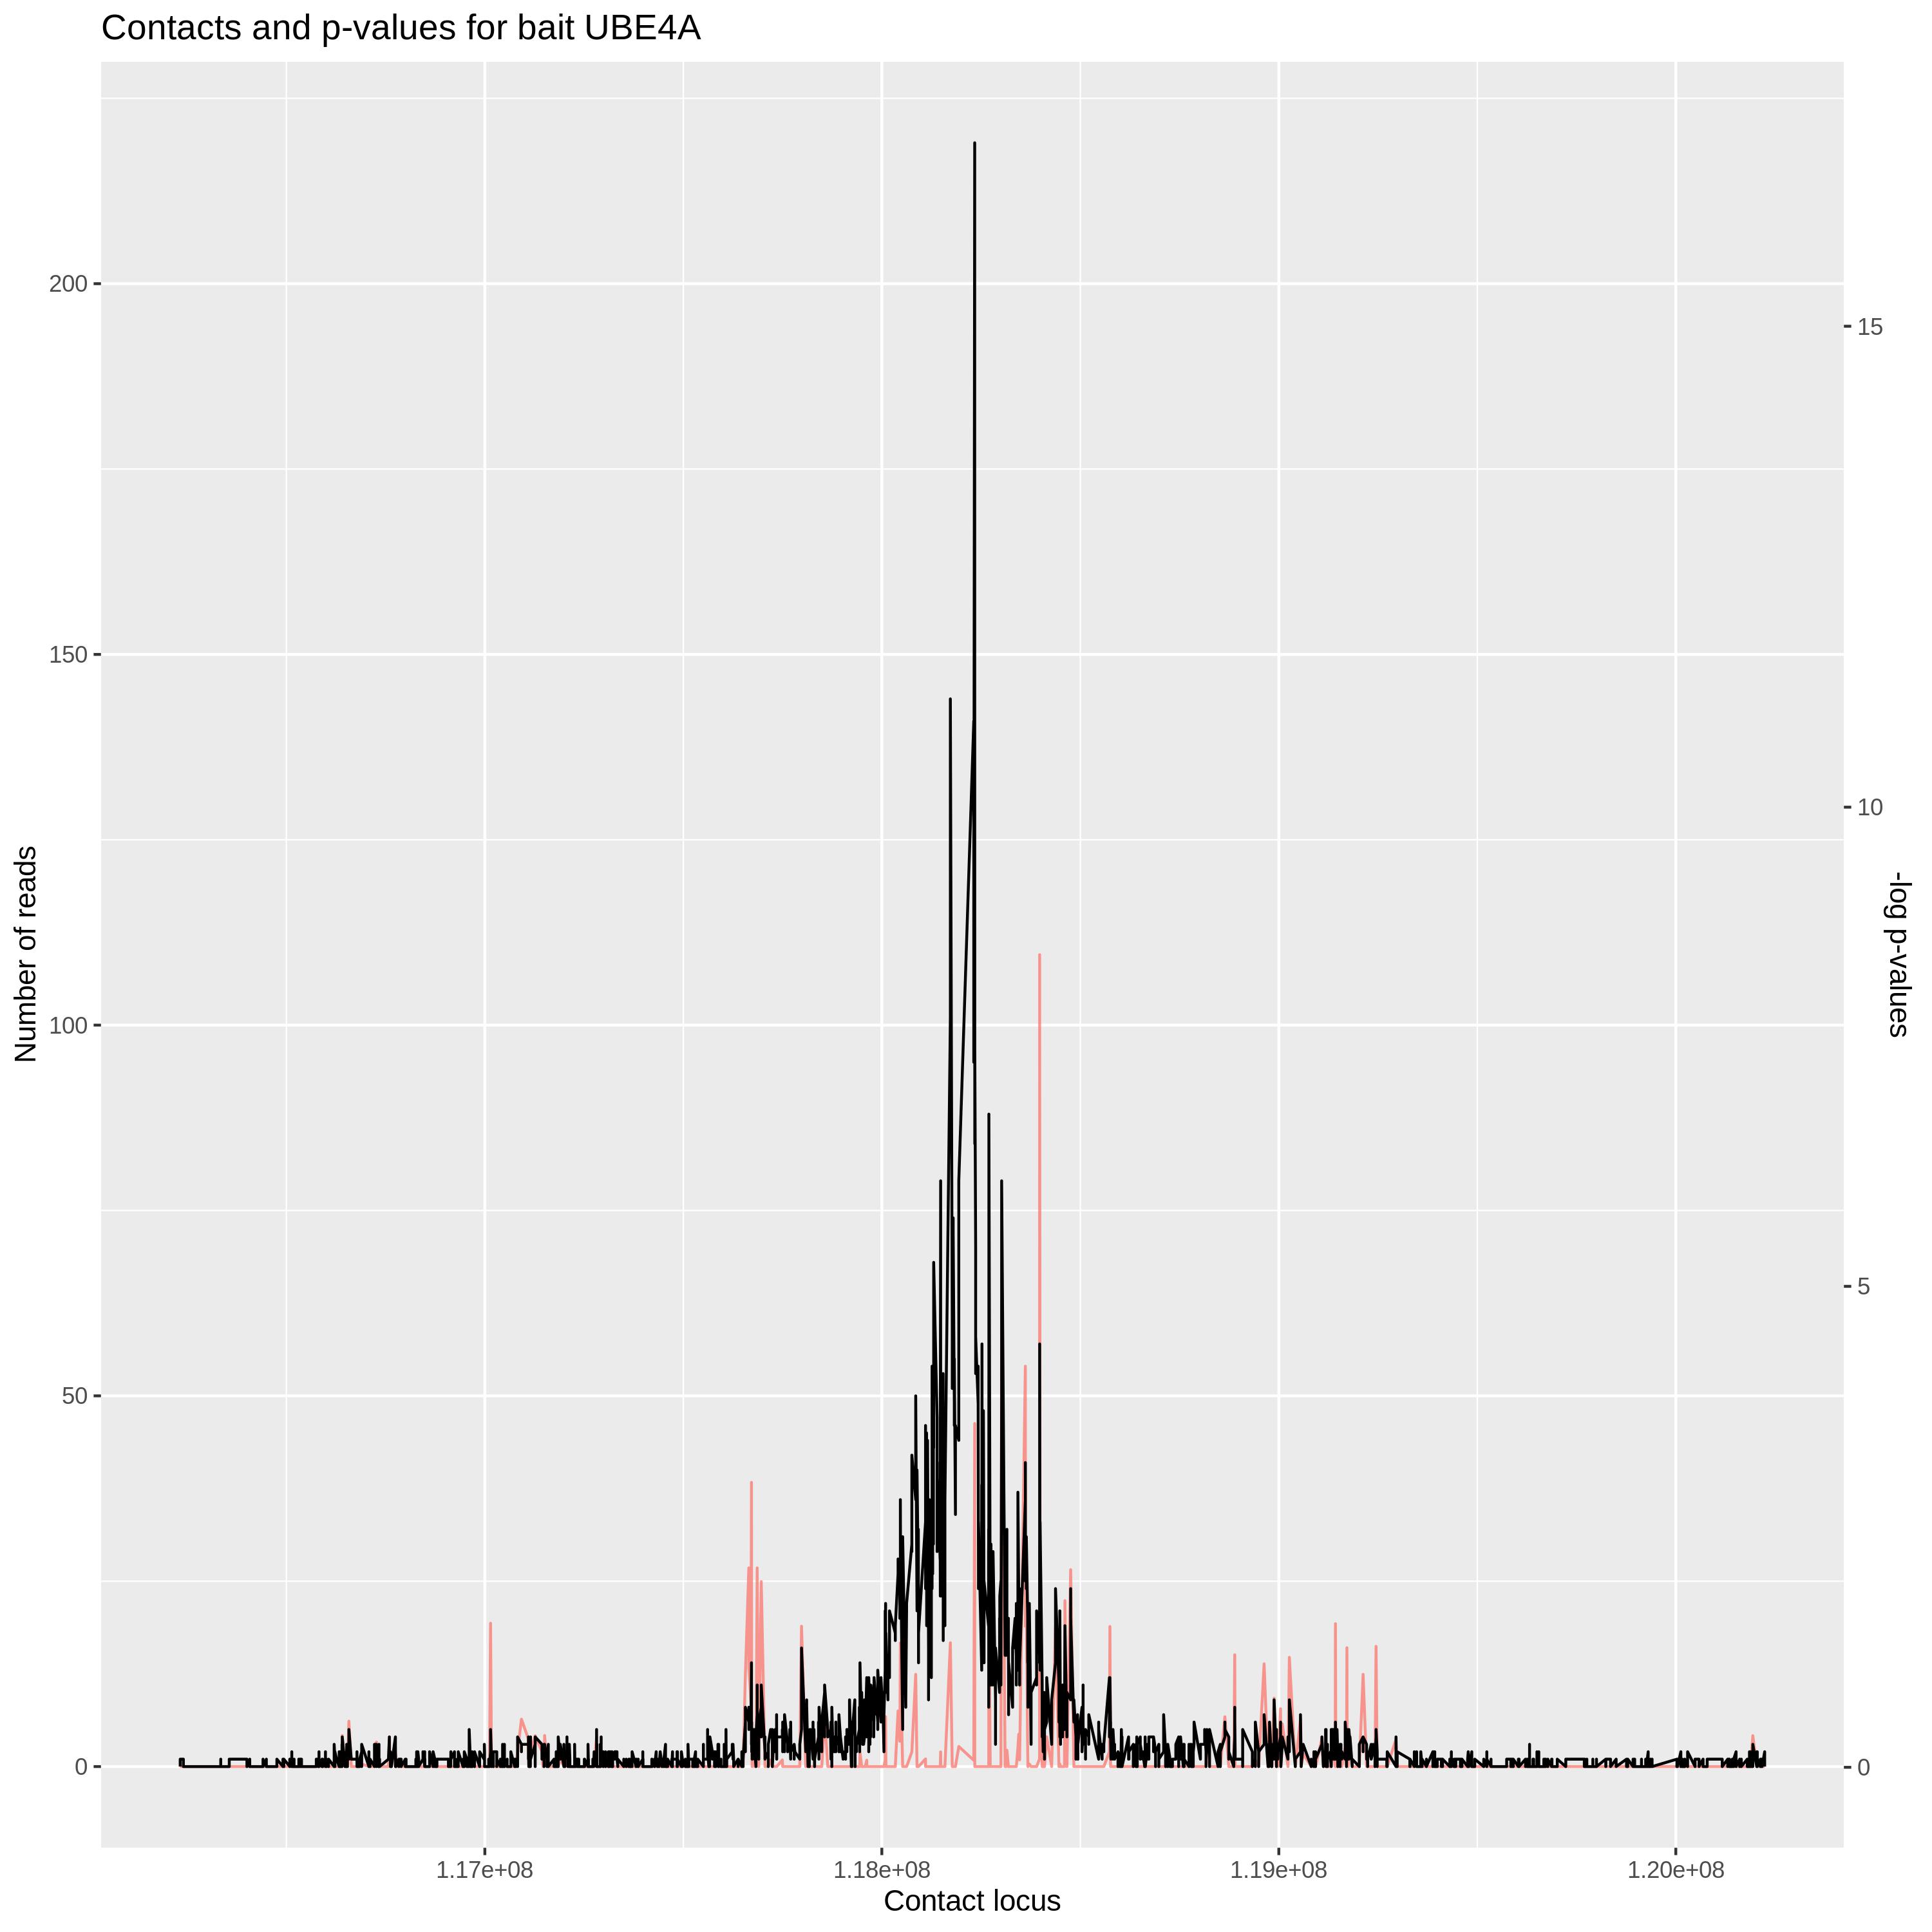 Contacts and p-values for bait UBE4A
Number of reads
200
150
100
50
0
15
10
5
0
-log p-values
1.17e+08
1.18e+08
1.19e+08
1.20e+08
Contact locus